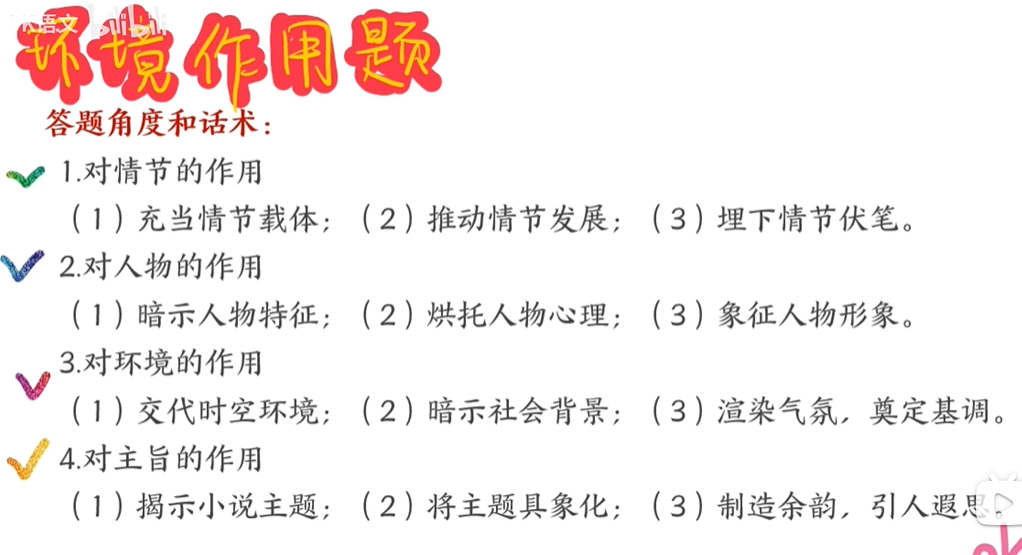 K语文 bilibili
环境作用题
答题角度和话术：
1.对情节的作用
（1）充当情节载体；（2）推动情节发展；（3）埋下情节伏笔。
2.对人物的作用
（1）暗示人物特征；（2）烘托人物心理；（3）象征人物形象。
3.对环境的作用
（1）交代时空环境；（2）暗示社会背景；（3）渲染气氛，奠定基调。
4.对主旨的作用
（1）揭示小说主题；（2）将主题具象化；（3）制造余韵，引人遐思。
ok